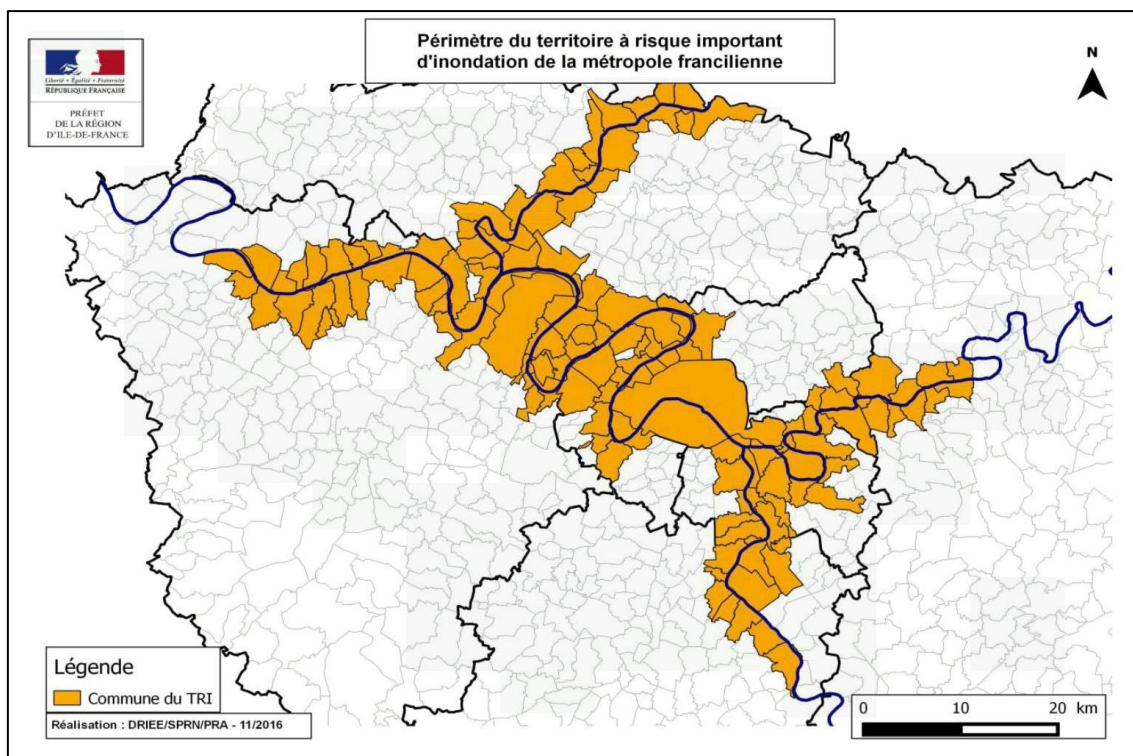 Périmètre du territoire à risque important
d'inondation de la métropole francilienne
N
Liberté • Égalité • Fraternité
RÉPUBLIQUE FRANÇAISE
PRÉFET
DE LA RÉGION
D'ILE-DE-FRANCE
Légende
Commune du TRI
Réalisation : DRIEE/SPRN/PRA - 11/2016
0 10 20 km